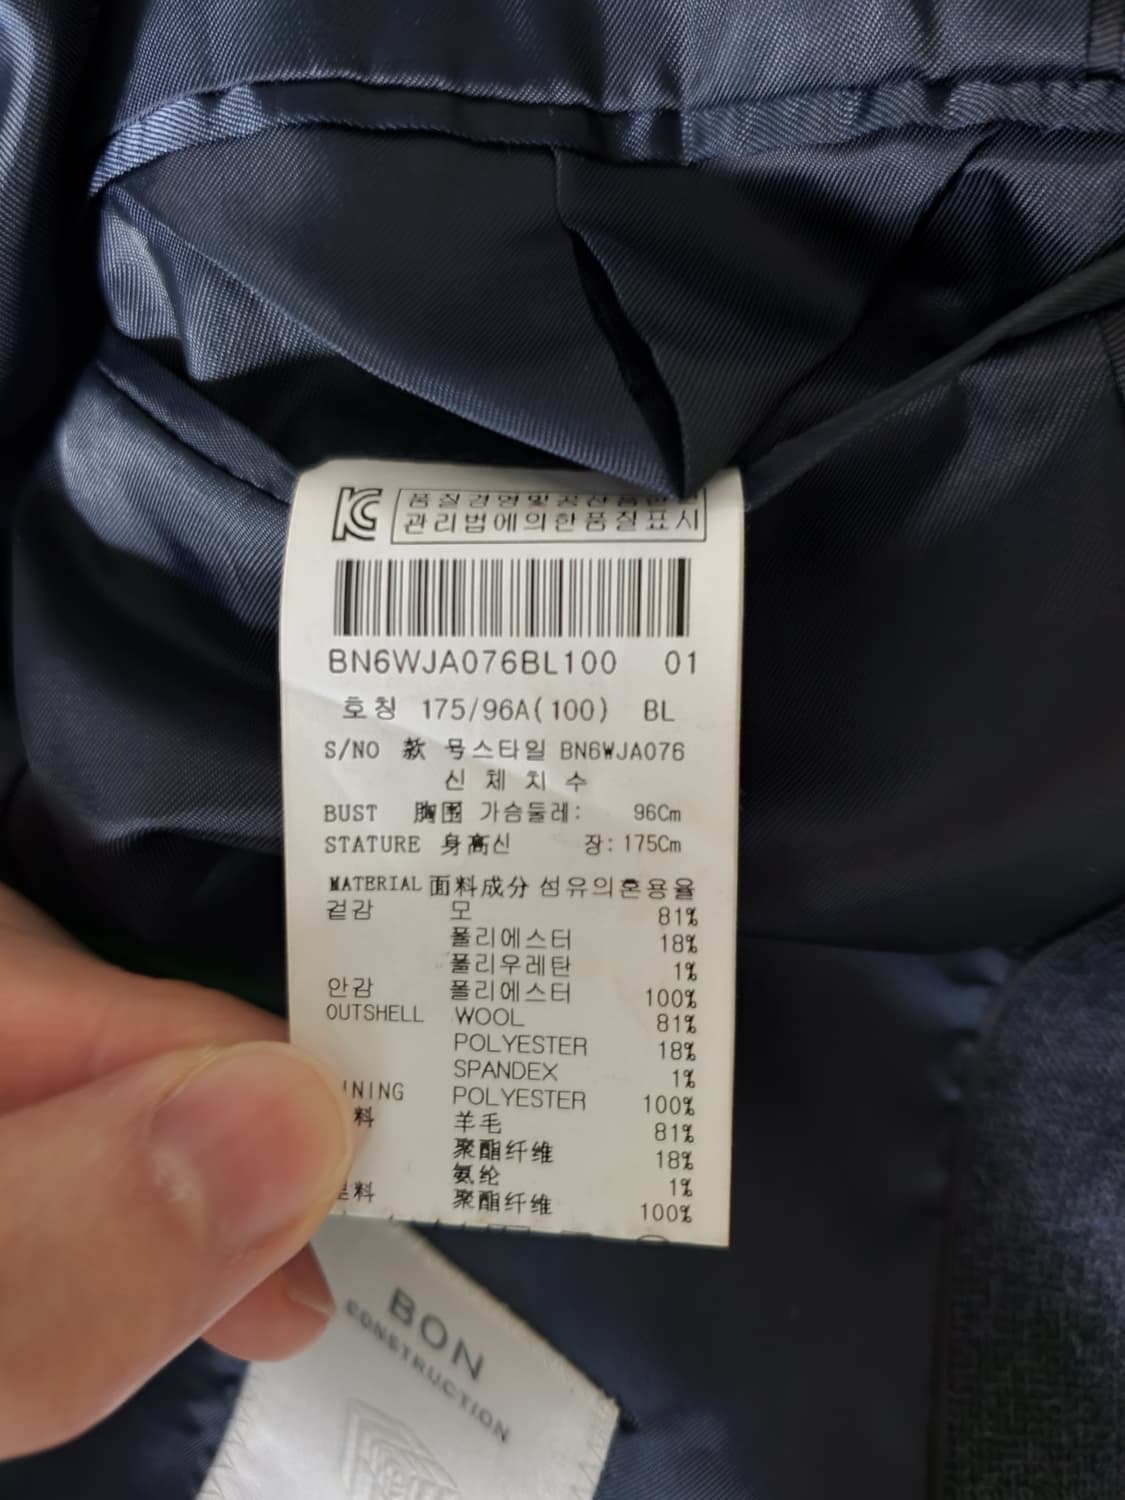 KC
품질경영및공산품안전
관리법에의한품질표시
BN6WJA076BL100 01
호칭 175/96A(100) BL
S/NO 款 号스타일 BN6WJA076
신 체 치 수
BUST 胸围 가슴둘레: 96Cm
STATURE 身高신 장: 175Cm
MATERIAL 面料成分 섬유의혼용율
겉감 모 81%
폴리에스터 18%
폴리우레탄 1%
안감 폴리에스터 100%
OUTSHELL WOOL 81%
POLYESTER 18%
SPANDEX 1%
INING POLYESTER 100%
料 羊毛 81%
聚酯纤维 18%
氨纶 1%
料 聚酯纤维 100%
BON
CONSTRUCTION